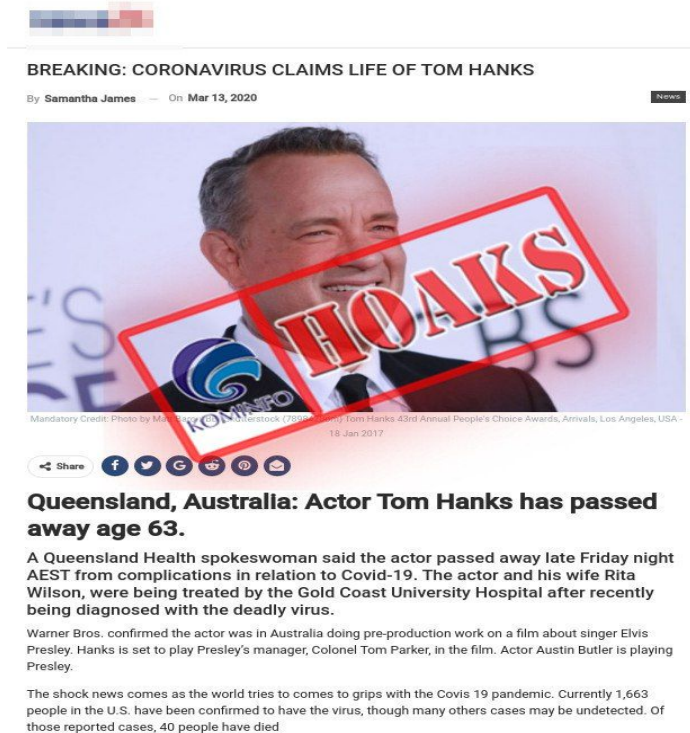 BREAKING: CORONAVIRUS CLAIMS LIFE OF TOM HANKS
By Samantha James — On Mar 13, 2020
News
'S
BS
HOAKS
KOMINFO
Mandatory Credit: Photo by Tom Hanks 43rd Annual People's Choice Awards, Arrivals, Los Angeles, USA -
18 Jan 2017
Share
Queensland, Australia: Actor Tom Hanks has passed
away age 63.
A Queensland Health spokeswoman said the actor passed away late Friday night
AEST from complications in relation to Covid-19. The actor and his wife Rita
Wilson, were being treated by the Gold Coast University Hospital after recently
being diagnosed with the deadly virus.
Warner Bros. confirmed the actor was in Australia doing pre-production work on a film about singer Elvis
Presley. Hanks is set to play Presley's manager, Colonel Tom Parker, in the film. Actor Austin Butler is playing
Presley.
The shock news comes as the world tries to comes to grips with the Covis 19 pandemic. Currently 1,663
people in the U.S. have been confirmed to have the virus, though many others cases may be undetected. Of
those reported cases, 40 people have died